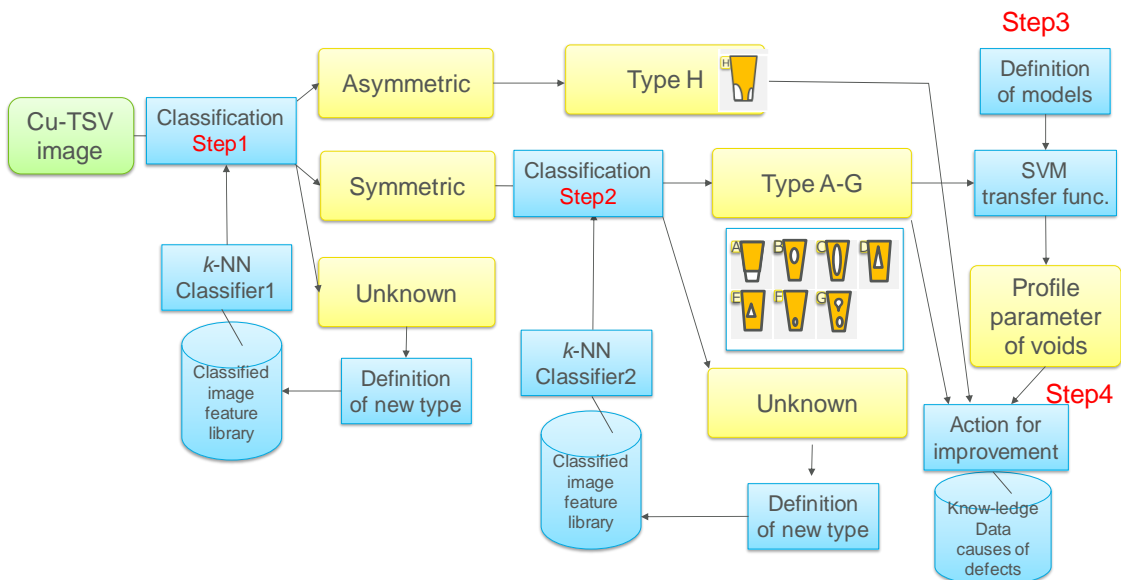 Step3
Asymmetric
Type H
H
Definition
of models
Cu-TSV
image
Classification
Step1
Symmetric
Classification
Step2
Type A-G
SVM
transfer func.
A
B
C
D
E
F
G
k-NN
Classifier1
Unknown
Profile
parameter
of voids
k-NN
Classifier2
Classified
image
feature
library
Definition
of new type
Unknown
Step4
Action for
improvement
Classified
image
feature
library
Definition
of new type
Know-ledge
Data
causes of
defects